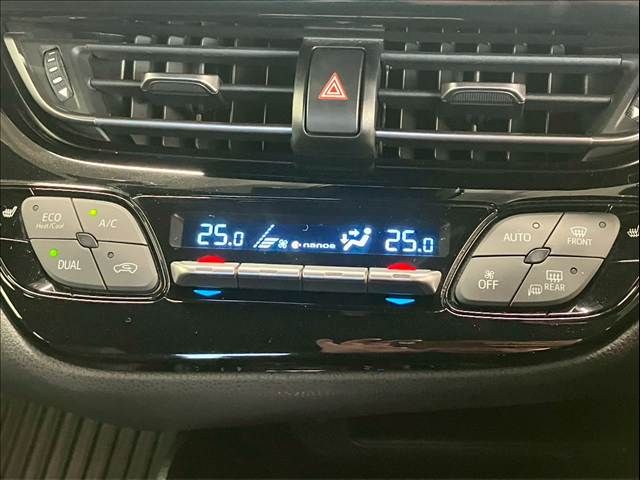 ECO
Heat/Cool
A/C
DUAL
25.0
nanoe
25.0
AUTO
FRONT
OFF
REAR